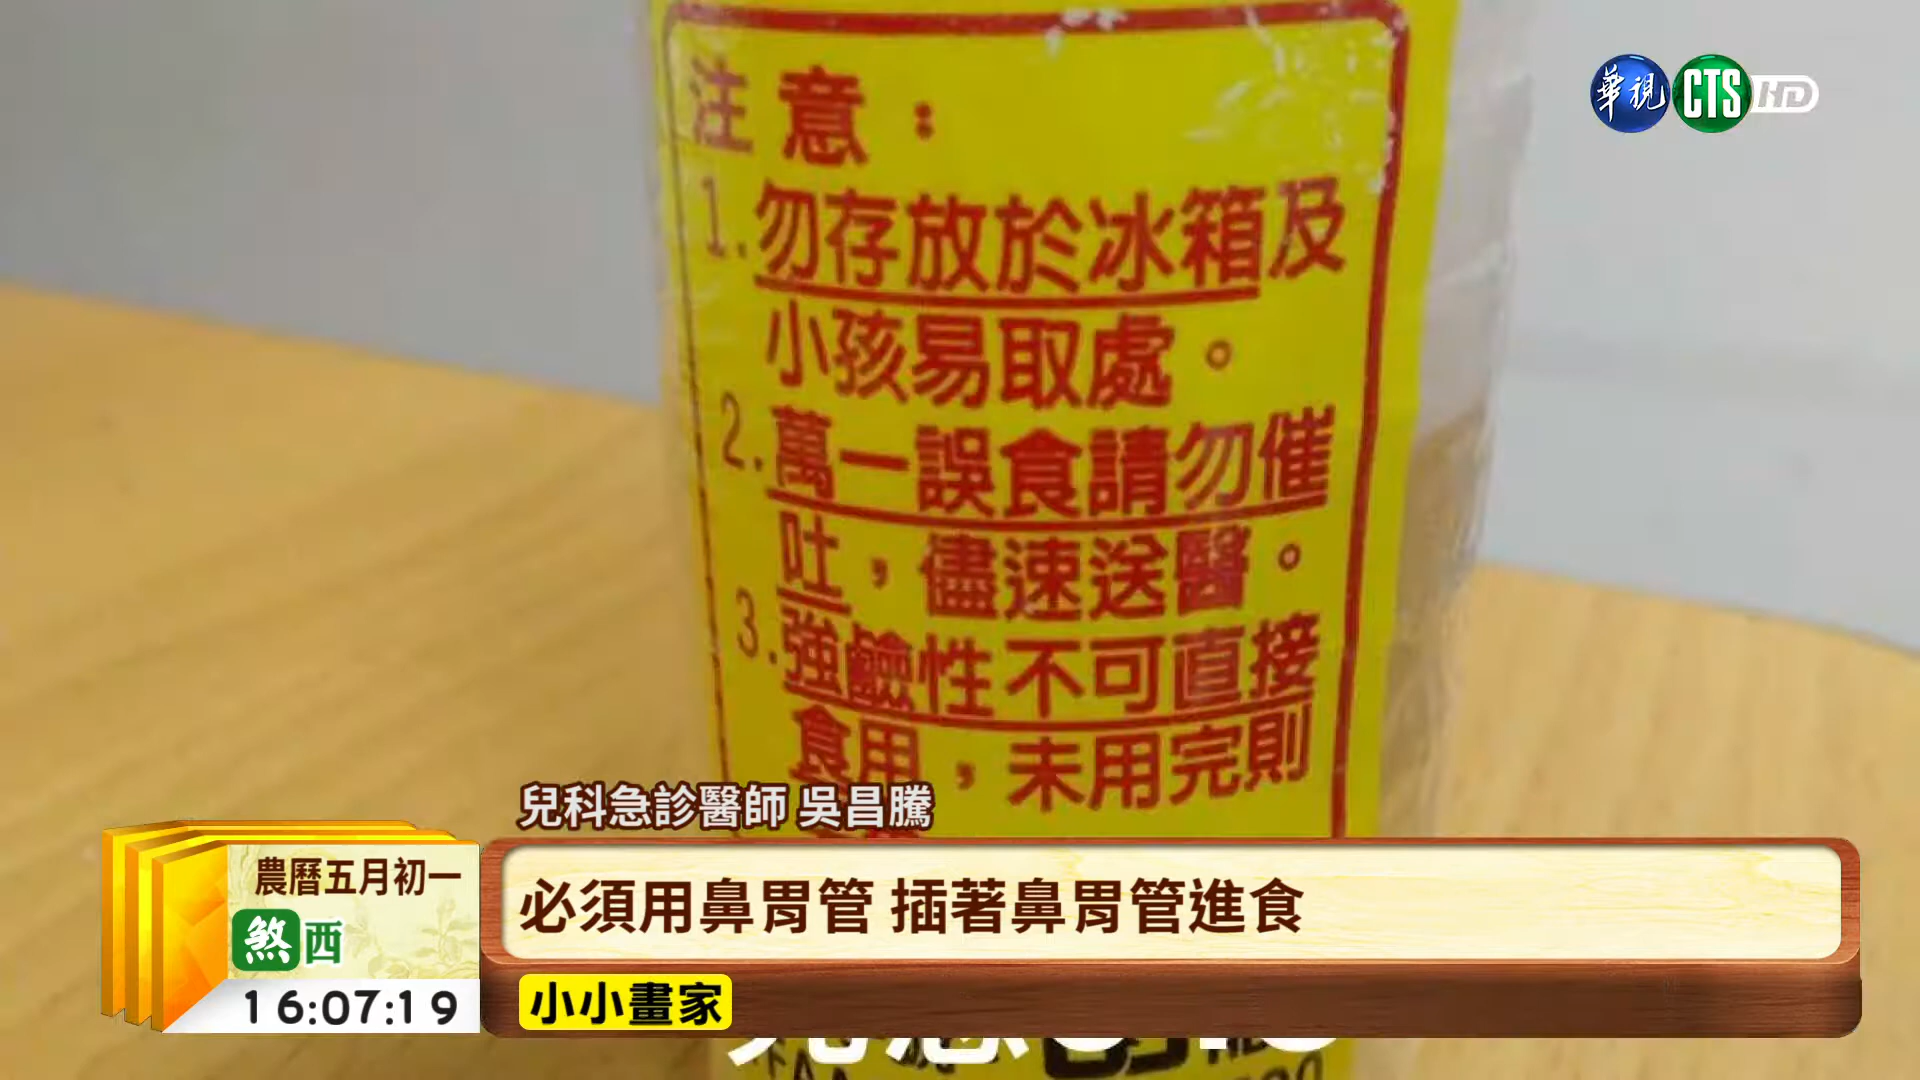 華視 CTS HD
注意：
1.勿存放於冰箱及
小孩易取處。
2.萬一誤食請勿催
吐，儘速送醫。
3.強鹼性不可直接
食用，未用完則
兒科急診醫師 吳昌騰
必須用鼻胃管 插著鼻胃管進食
農曆五月初一
煞西
16:07:19
小小畫家